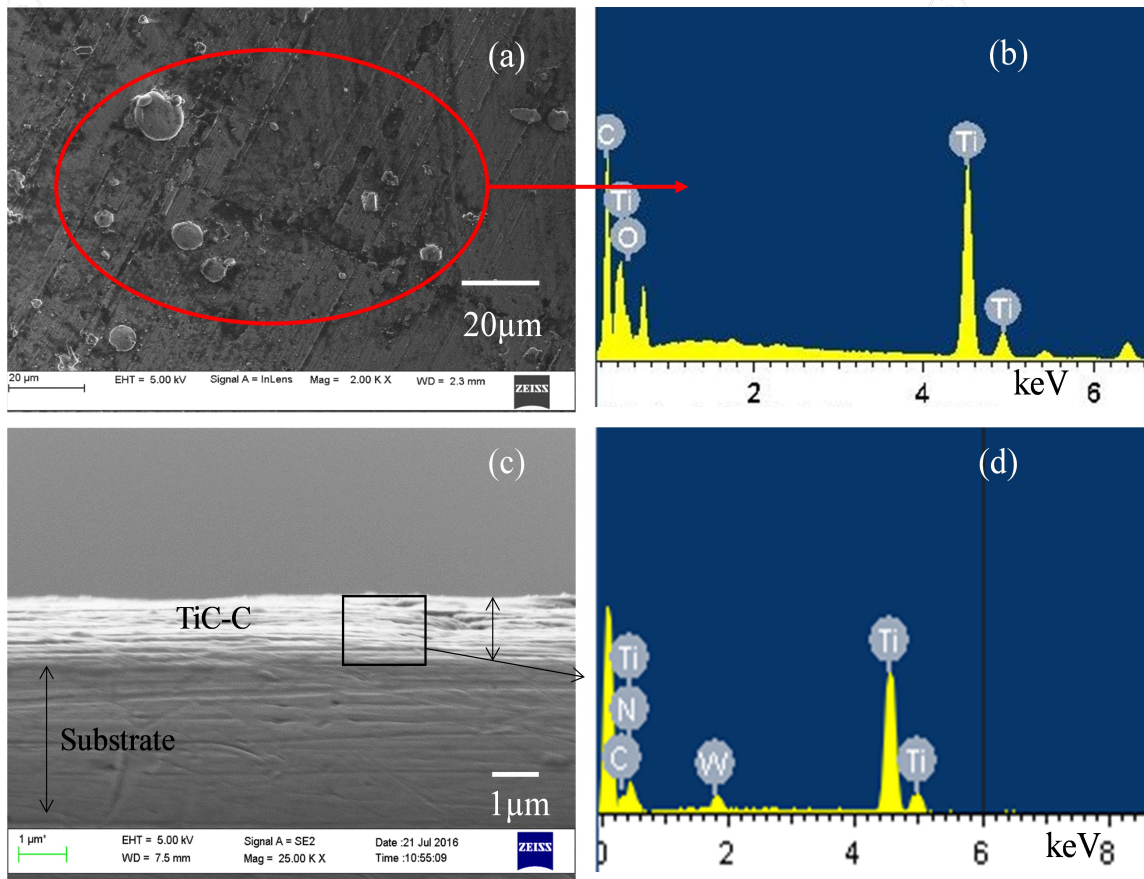 (a)
20μm
20 µm
EHT = 5.00 kV Signal A = InLens Mag = 2.00 K X WD = 2.3 mm
ZEISS
(b)
C
Ti
O
Ti
Ti
2 4 keV 6
(c)
TiC-C
Substrate
1μm
1 µm*
EHT = 5.00 kV Signal A = SE2 Date :21 Jul 2016
WD = 7.5 mm Mag = 25.00 K X Time :10:55:09
ZEISS
(d)
Ti
N
C
W
Ti
Ti
0 2 4 6 keV 8